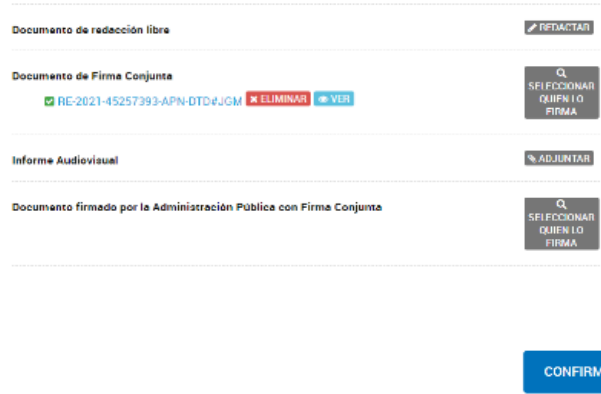 Documento de redacción libre
REDACTAR
Documento de Firma Conjunta
RE-2021-45257393-APN-DTD#JGM ELIMINAR VER
SELECCIONAR
QUIEN LO
FIRMA
Informe Audiovisual
ADJUNTAR
Documento firmado por la Administración Pública con Firma Conjunta
SELECCIONAR
QUIEN LO
FIRMA
CONFIRM